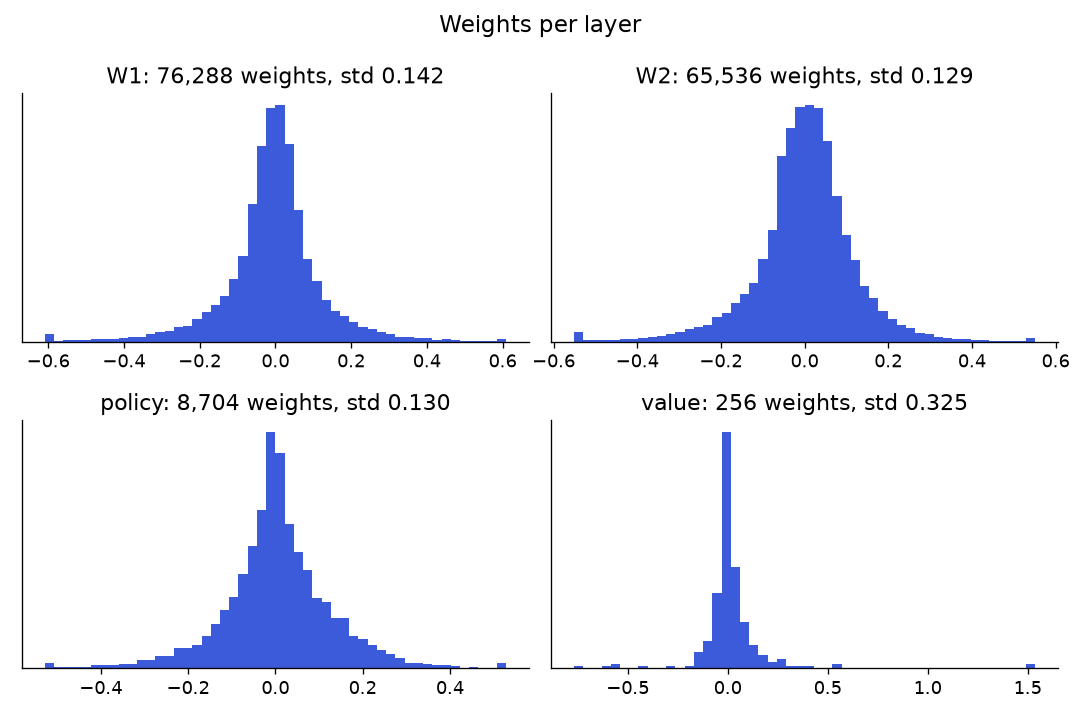 Weights per layer
W1: 76,288 weights, std 0.142
W2: 65,536 weights, std 0.129
−0.6 −0.4 −0.2 0.0 0.2 0.4 0.6
−0.6 −0.4 −0.2 0.0 0.2 0.4 0.6
policy: 8,704 weights, std 0.130
value: 256 weights, std 0.325
−0.4 −0.2 0.0 0.2 0.4
−0.5 0.0 0.5 1.0 1.5